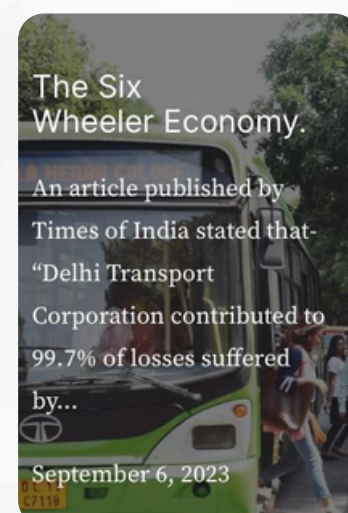 The Six
Wheeler Economy.
An article published by
Times of India stated that-
“Delhi Transport
Corporation contributed to
99.7% of losses suffered
by...
September 6, 2023
C7118